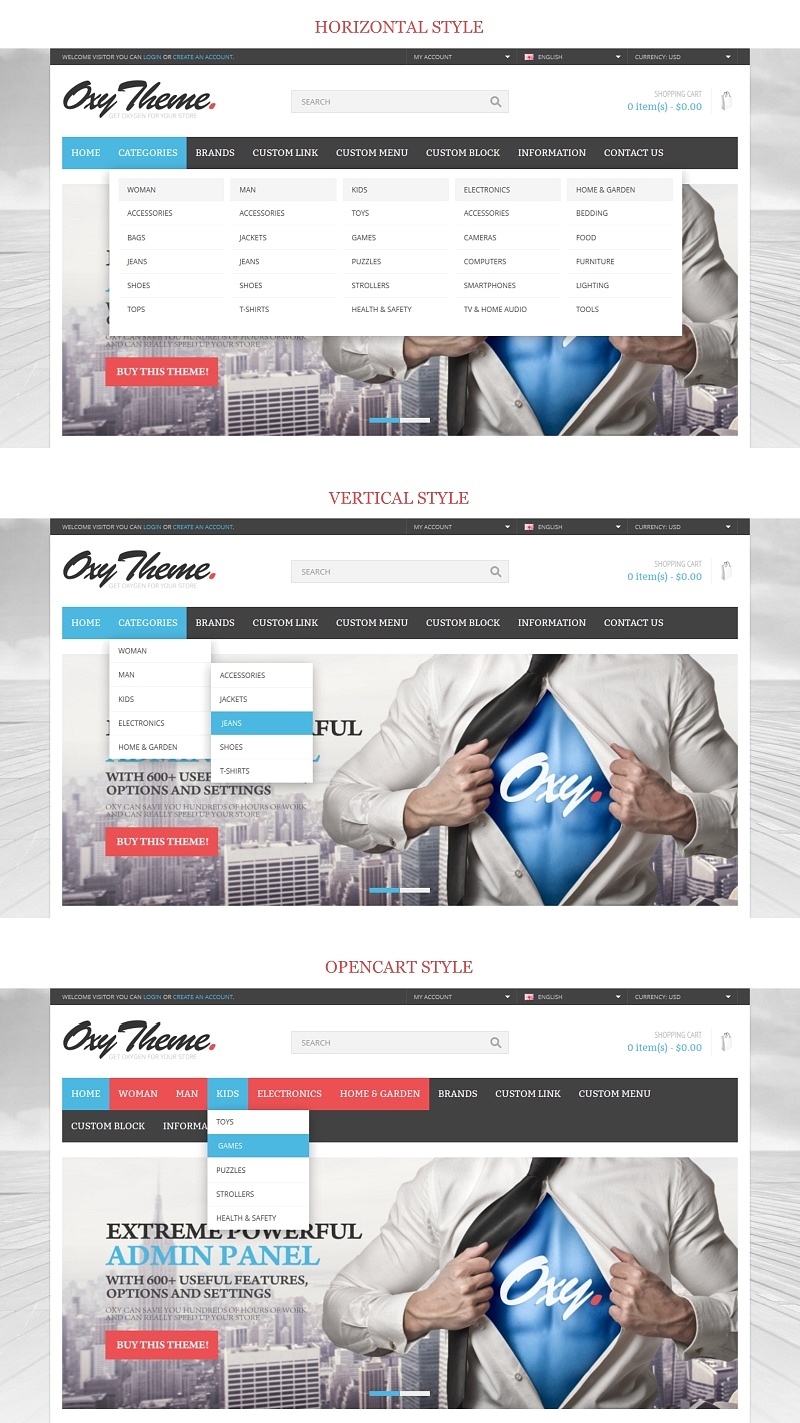 HORIZONTAL STYLE
WELCOME VISITOR YOU CAN LOGIN OR CREATE AN ACCOUNT. MY ACCOUNT ENGLISH CURRENCY: USD
Oxy Theme.
GET OXYGEN FOR YOUR STORE
SEARCH
SHOPPING CART
0 item(s) - $0.00
HOME CATEGORIES BRANDS CUSTOM LINK CUSTOM MENU CUSTOM BLOCK INFORMATION CONTACT US
WOMAN MAN KIDS ELECTRONICS HOME & GARDEN
ACCESSORIES ACCESSORIES TOYS ACCESSORIES BEDDING
BAGS JACKETS GAMES CAMERAS FOOD
JEANS JEANS PUZZLES COMPUTERS FURNITURE
SHOES SHOES STROLLERS SMARTPHONES LIGHTING
TOPS T-SHIRTS HEALTH & SAFETY TV & HOME AUDIO TOOLS
OXY CAN SAVE YOU HUNDREDS OF HOURS OF WORK
AND CAN REALLY SPEED UP YOUR STORE
BUY THIS THEME!
VERTICAL STYLE
WELCOME VISITOR YOU CAN LOGIN OR CREATE AN ACCOUNT. MY ACCOUNT ENGLISH CURRENCY: USD
Oxy Theme.
GET OXYGEN FOR YOUR STORE
SEARCH
SHOPPING CART
0 item(s) - $0.00
HOME CATEGORIES BRANDS CUSTOM LINK CUSTOM MENU CUSTOM BLOCK INFORMATION CONTACT US
WOMAN
MAN
KIDS
ELECTRONICS
HOME & GARDEN
ACCESSORIES
JACKETS
JEANS
SHOES
T-SHIRTS
WITH 600+
OPTIONS AND SETTINGS
OXY CAN SAVE YOU HUNDREDS OF HOURS OF WORK
AND CAN REALLY SPEED UP YOUR STORE
BUY THIS THEME!
Oxy.
OPENCART STYLE
WELCOME VISITOR YOU CAN LOGIN OR CREATE AN ACCOUNT. MY ACCOUNT ENGLISH CURRENCY: USD
Oxy Theme.
GET OXYGEN FOR YOUR STORE
SEARCH
SHOPPING CART
0 item(s) - $0.00
HOME WOMAN MAN KIDS ELECTRONICS HOME & GARDEN BRANDS CUSTOM LINK CUSTOM MENU
CUSTOM BLOCK INFORMA
TOYS
GAMES
PUZZLES
STROLLERS
HEALTH & SAFETY
EXTREME POWERFUL
ADMIN PANEL
WITH 600+ USEFUL FEATURES,
OPTIONS AND SETTINGS
OXY CAN SAVE YOU HUNDREDS OF HOURS OF WORK
AND CAN REALLY SPEED UP YOUR STORE
BUY THIS THEME!
Oxy.